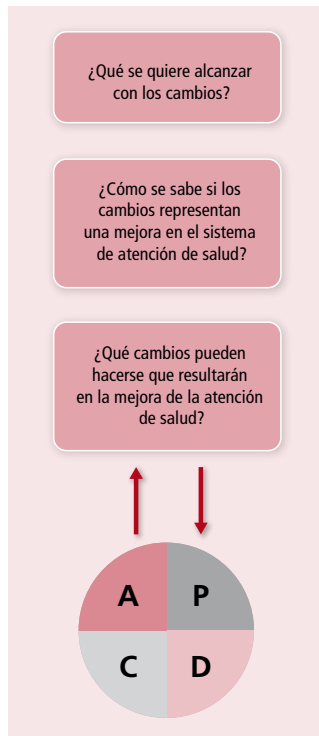 ¿Qué se quiere alcanzar
con los cambios?
¿Cómo se sabe si los
cambios representan
una mejora en el sistema
de atención de salud?
¿Qué cambios pueden
hacerse que resultarán
en la mejora de la atención
de salud?
A P
C D